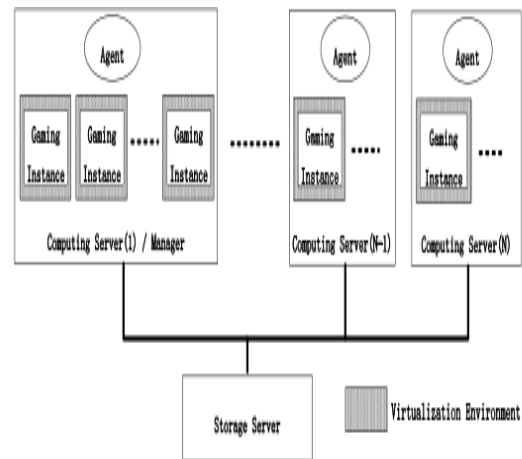 Agent
Agent
Agent
Gaming Instance
Gaming Instance
Gaming Instance
Gaming Instance
Gaming Instance
Computing Server(1) / Manager
Computing Server(N-1)
Computing Server(N)
Storage Server
Virtualization Environment